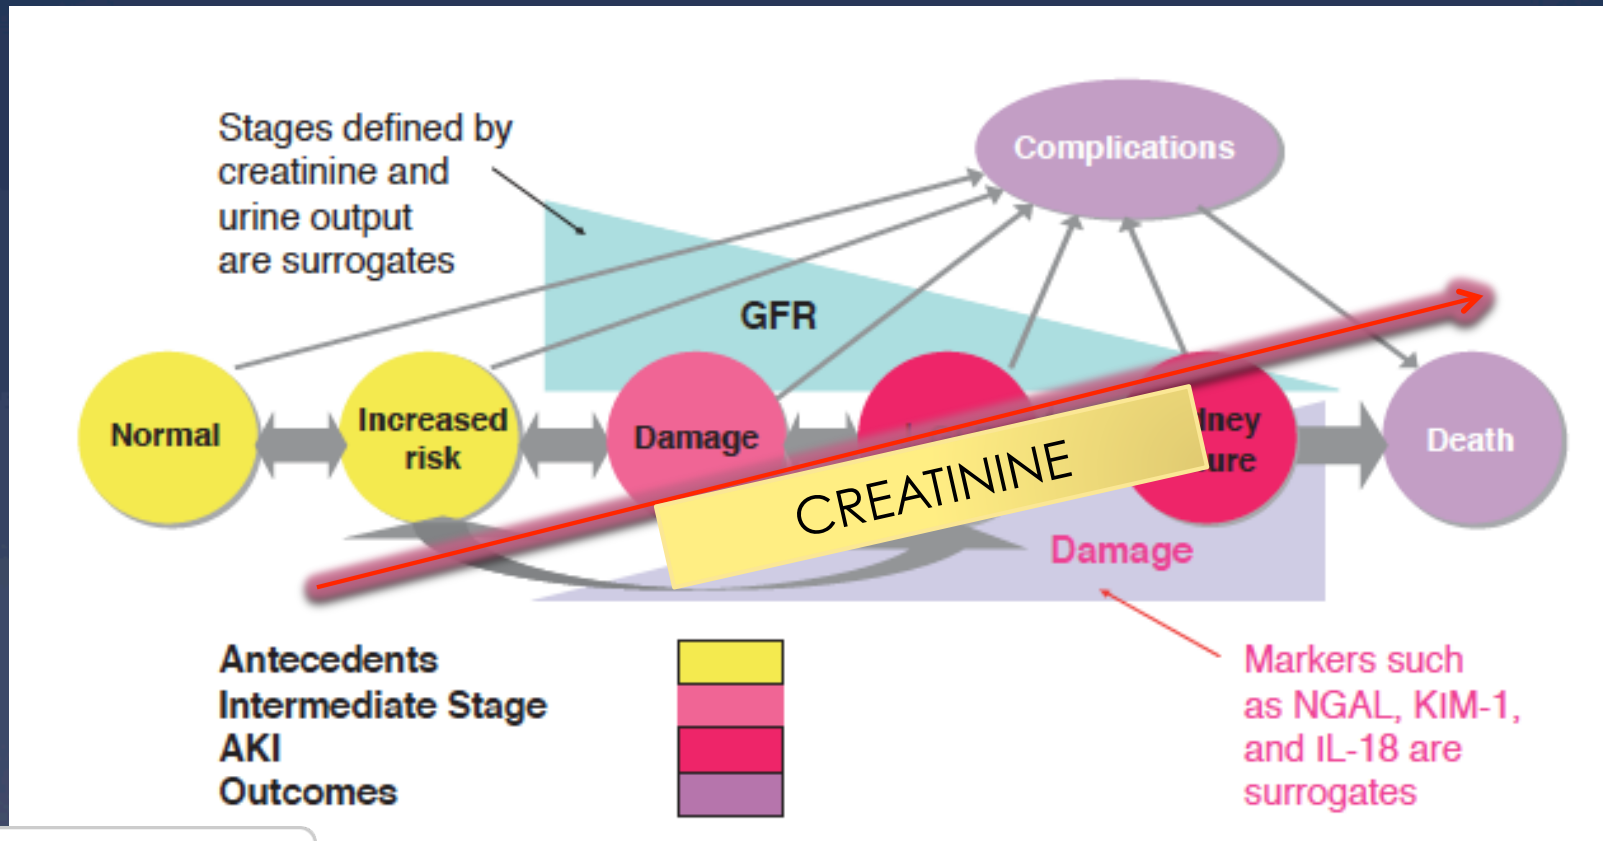 Stages defined by
creatinine and
urine output
are surrogates
Complications
GFR
Normal
Increased
risk
Damage
Death
CREATININE
Damage
Antecedents
Intermediate Stage
AKI
Outcomes
Markers such
as NGAL, KIM-1,
and IL-18 are
surrogates